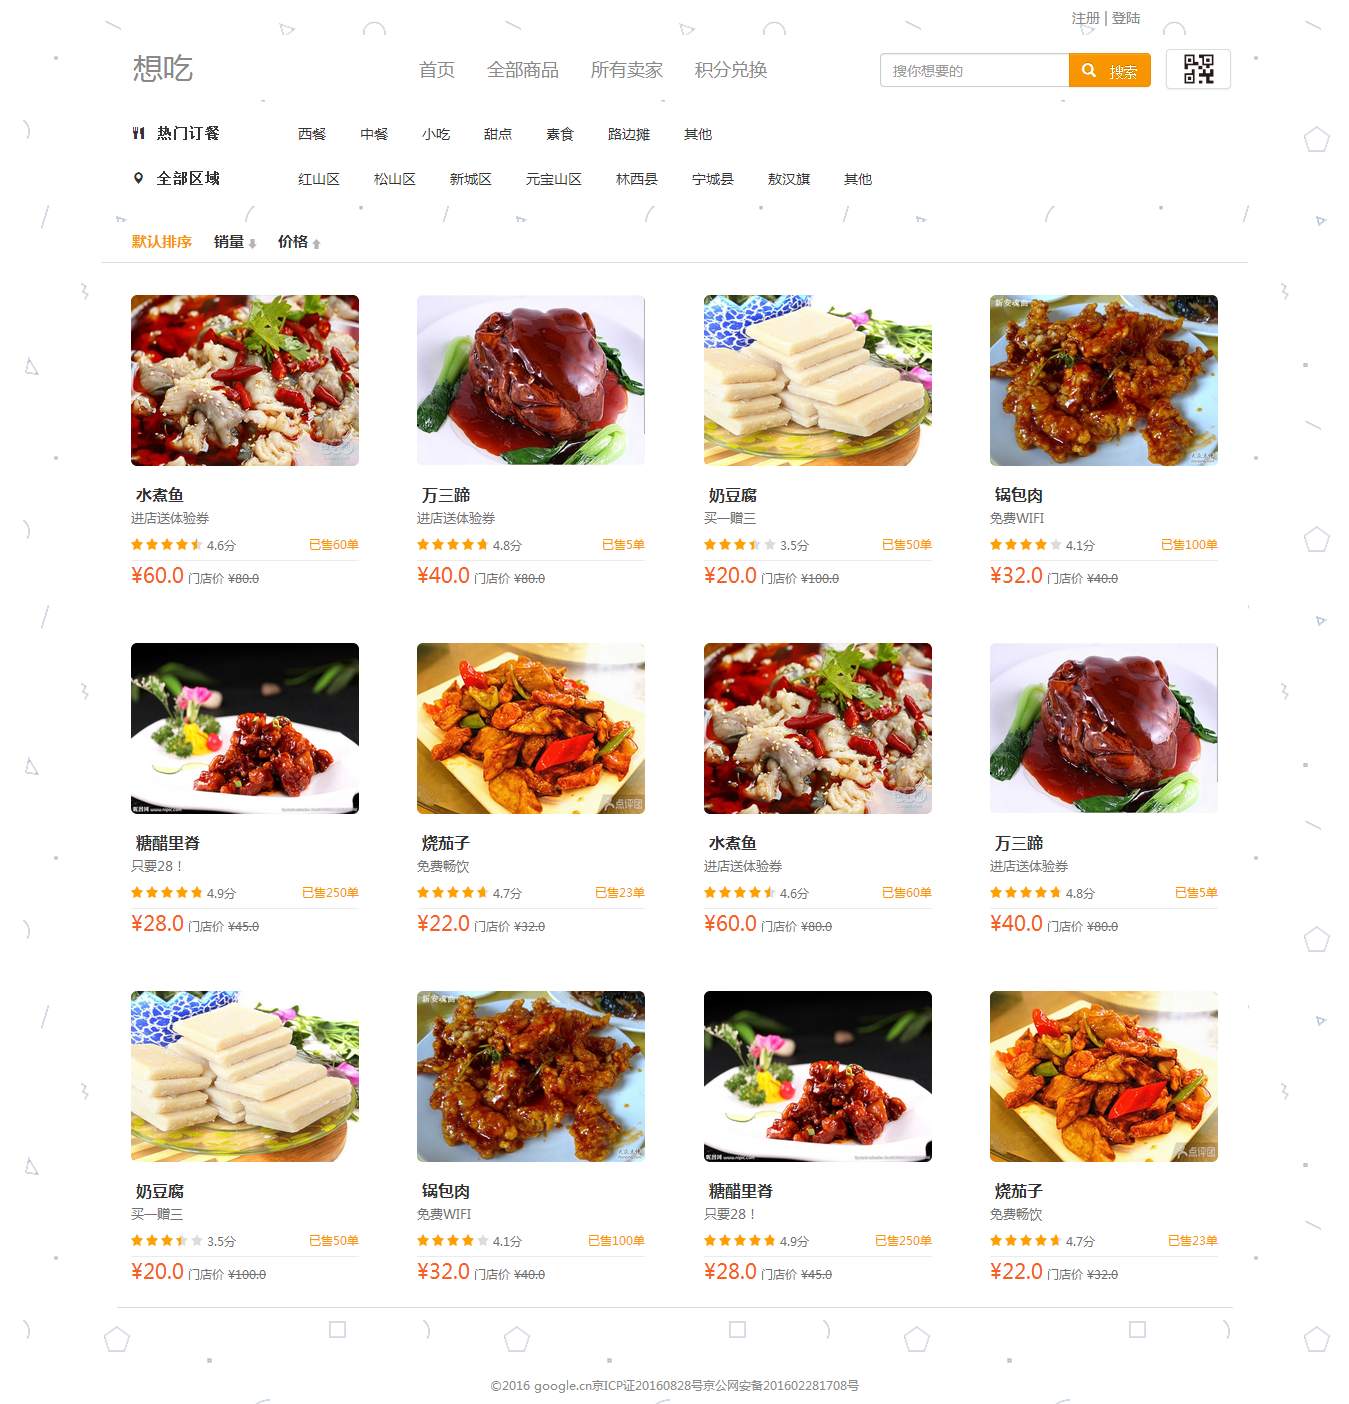 注册 | 登陆
想吃 首页 全部商品 所有卖家 积分兑换 搜你想要的 搜索
热门订餐 西餐 中餐 小吃 甜点 素食 路边摊 其他
全部区域 红山区 松山区 新城区 元宝山区 林西县 宁城县 敖汉旗 其他
默认排序 销量 价格
新安魂曲
水煮鱼 万三蹄 奶豆腐 锅包肉
进店送体验券 进店送体验券 买一赠三 免费WIFI
4.6分 已售60单 4.8分 已售5单 3.5分 已售50单 4.1分 已售100单
¥60.0 门店价 ¥80.0 ¥40.0 门店价 ¥80.0 ¥20.0 门店价 ¥100.0 ¥32.0 门店价 ¥40.0
点评团
糖醋里脊 烧茄子 水煮鱼 万三蹄
只要28！ 免费畅饮 进店送体验券 进店送体验券
4.9分 已售250单 4.7分 已售23单 4.6分 已售60单 4.8分 已售5单
¥28.0 门店价 ¥45.0 ¥22.0 门店价 ¥32.0 ¥60.0 门店价 ¥80.0 ¥40.0 门店价 ¥80.0
新安魂曲
点评团
奶豆腐 锅包肉 糖醋里脊 烧茄子
买一赠三 免费WIFI 只要28！ 免费畅饮
3.5分 已售50单 4.1分 已售100单 4.9分 已售250单 4.7分 已售23单
¥20.0 门店价 ¥100.0 ¥32.0 门店价 ¥40.0 ¥28.0 门店价 ¥45.0 ¥22.0 门店价 ¥32.0
©2016 google.cn京ICP证20160828号京公网安备201602281708号